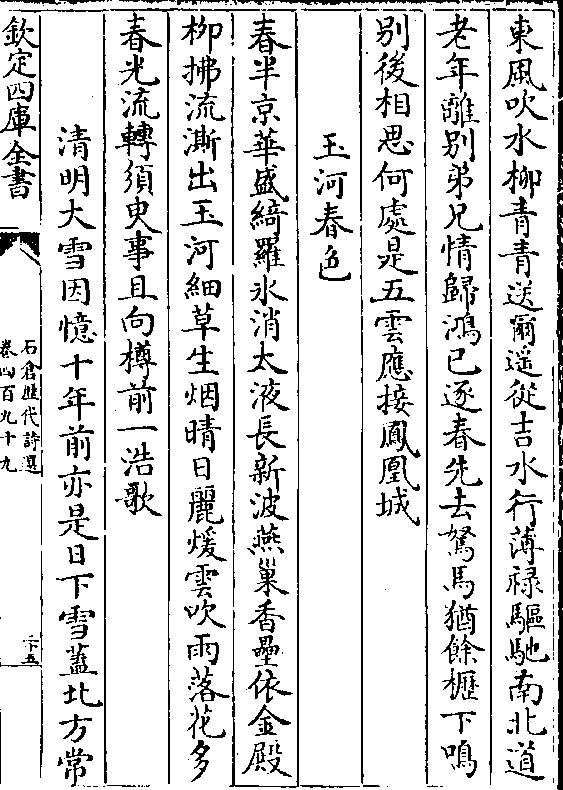 東風吹水柳青青送爾遥從吉水行薄禄驅馳南北道
老年離别弟兄情歸鴻已逐春先去駑馬猶餘櫪下鳴
别後相思何處是五雲應接鳳凰城
玉河春色
春半京華盛綺羅氷消太液長新波燕巢香壘依金殿
柳拂流澌出玉河細草生烟晴日麗煖雲吹雨落花多
春光流轉須臾事且向樽前一浩歌
清明大雪因憶十年前亦是日下雪蓋北方常
欽定四庫全書
石倉歴代詩選
卷四百九十九
二十五